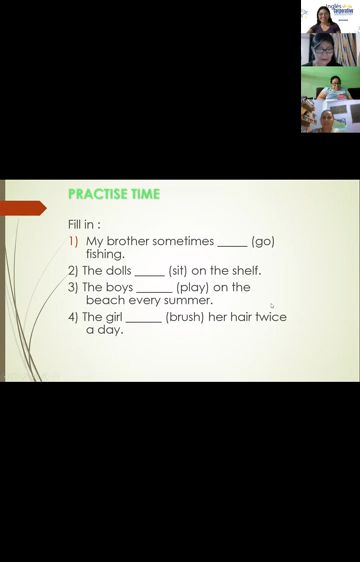 Inglés
corporativo
PRACTISE TIME
Fill in :
1) My brother sometimes _____ (go)
fishing.
2) The dolls _____ (sit) on the shelf.
3) The boys ______ (play) on the
beach every summer.
4) The girl ______ (brush) her hair twice
a day.